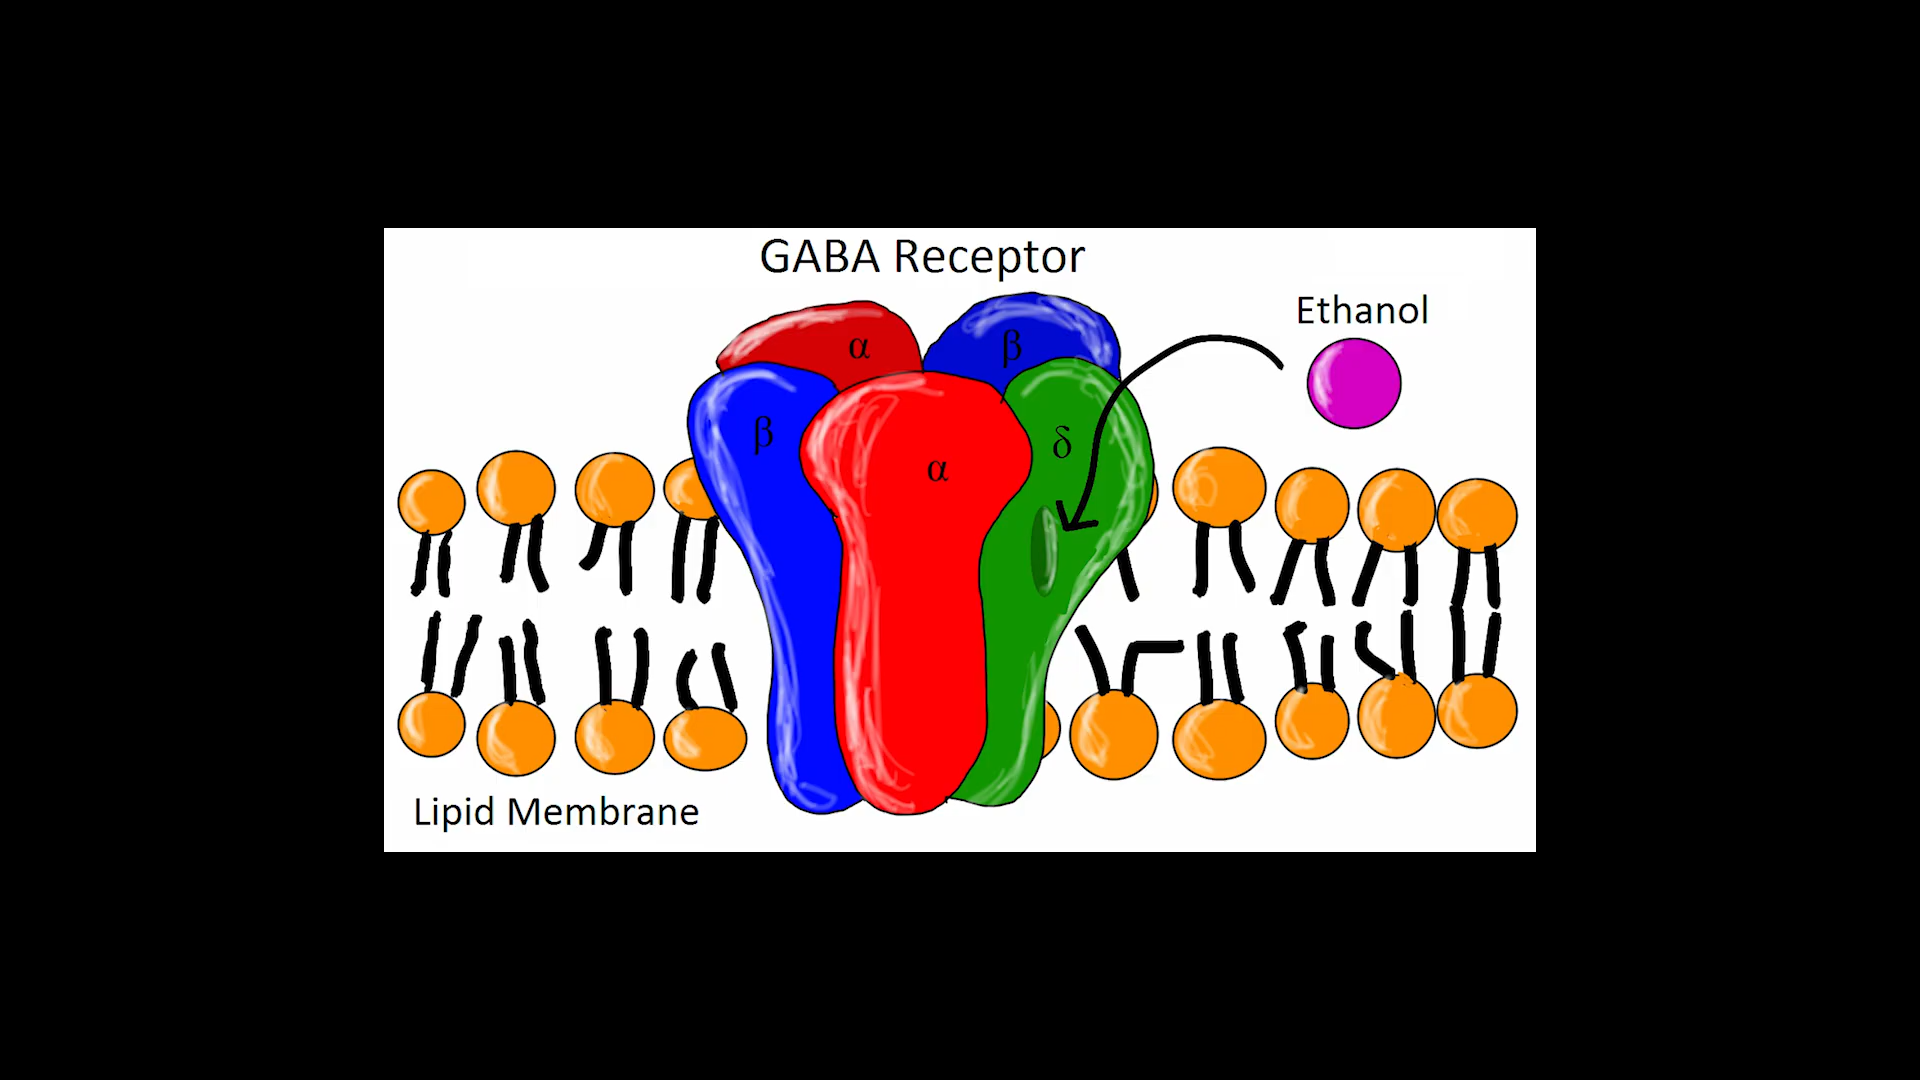 GABA Receptor
Ethanol
α
β
β
δ
α
Lipid Membrane